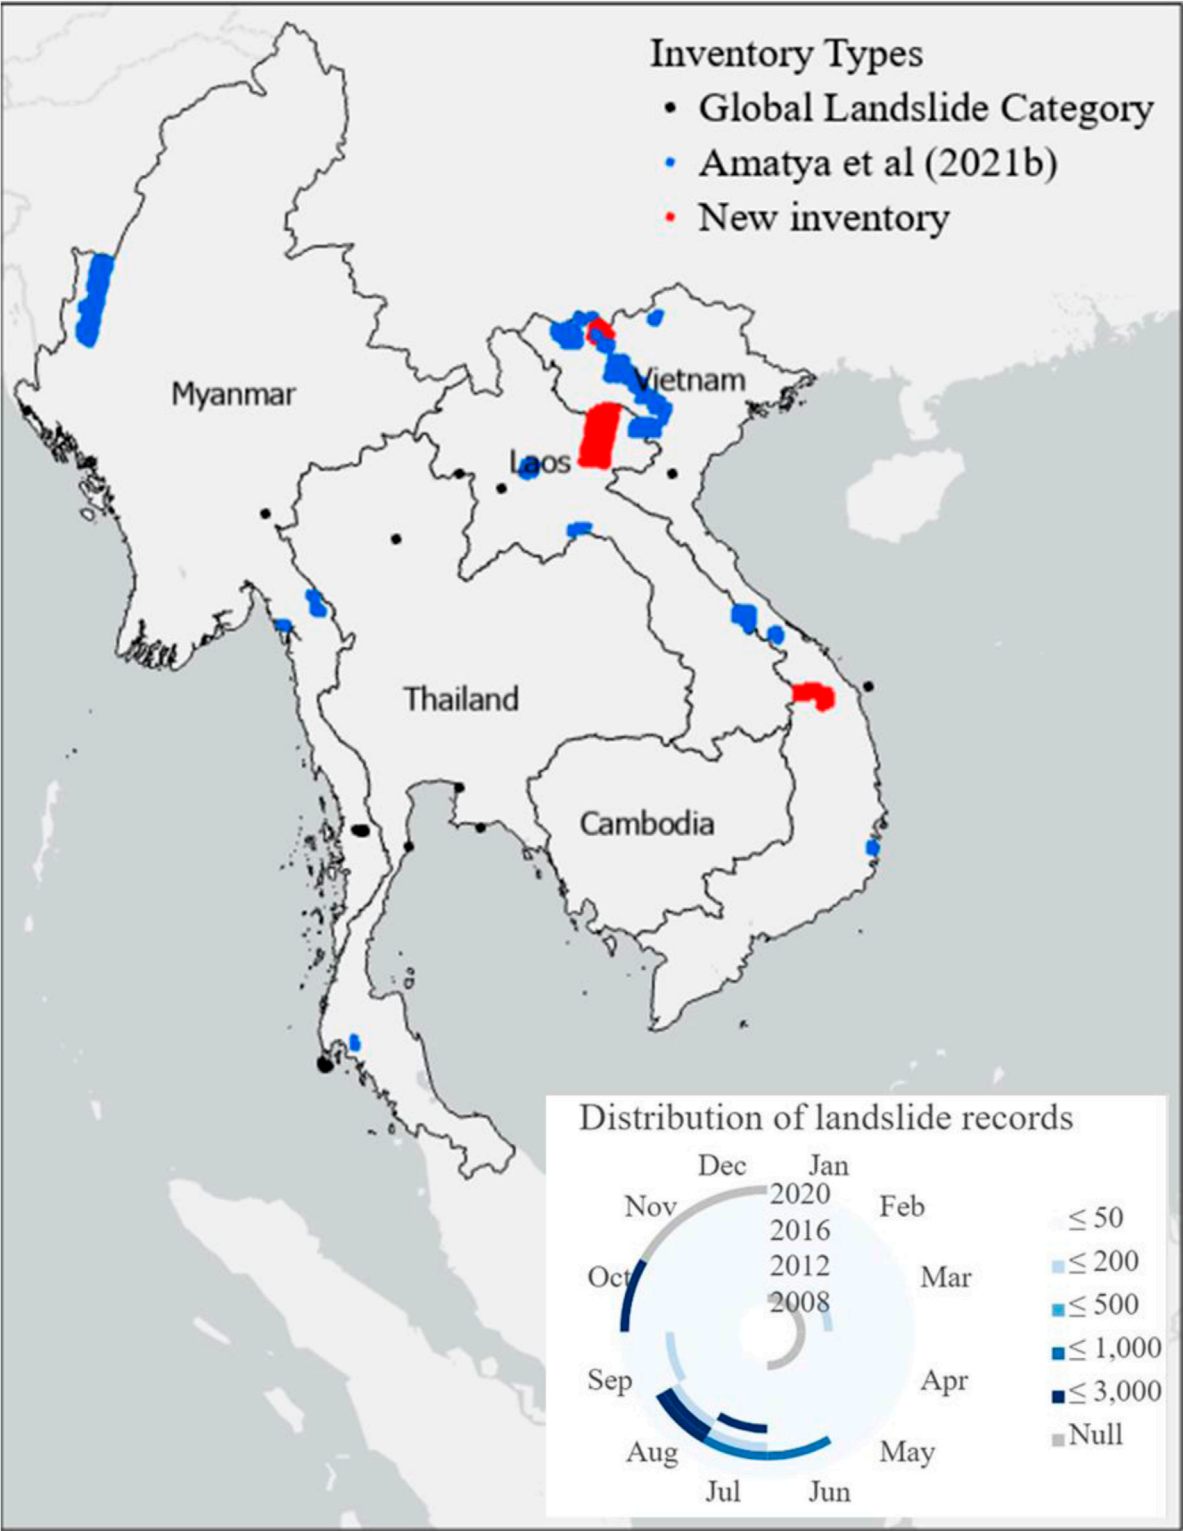 Inventory Types
Global Landslide Category
Amatya et al (2021b)
New inventory
Myanmar
Vietnam
Laos
Thailand
Cambodia
Distribution of landslide records
Dec
Jan
Nov
2020
Feb
2016
Oct
2012
Mar
2008
Sep
Apr
Aug
May
Jul
Jun
≤ 50
≤ 200
≤ 500
≤ 1,000
≤ 3,000
Null